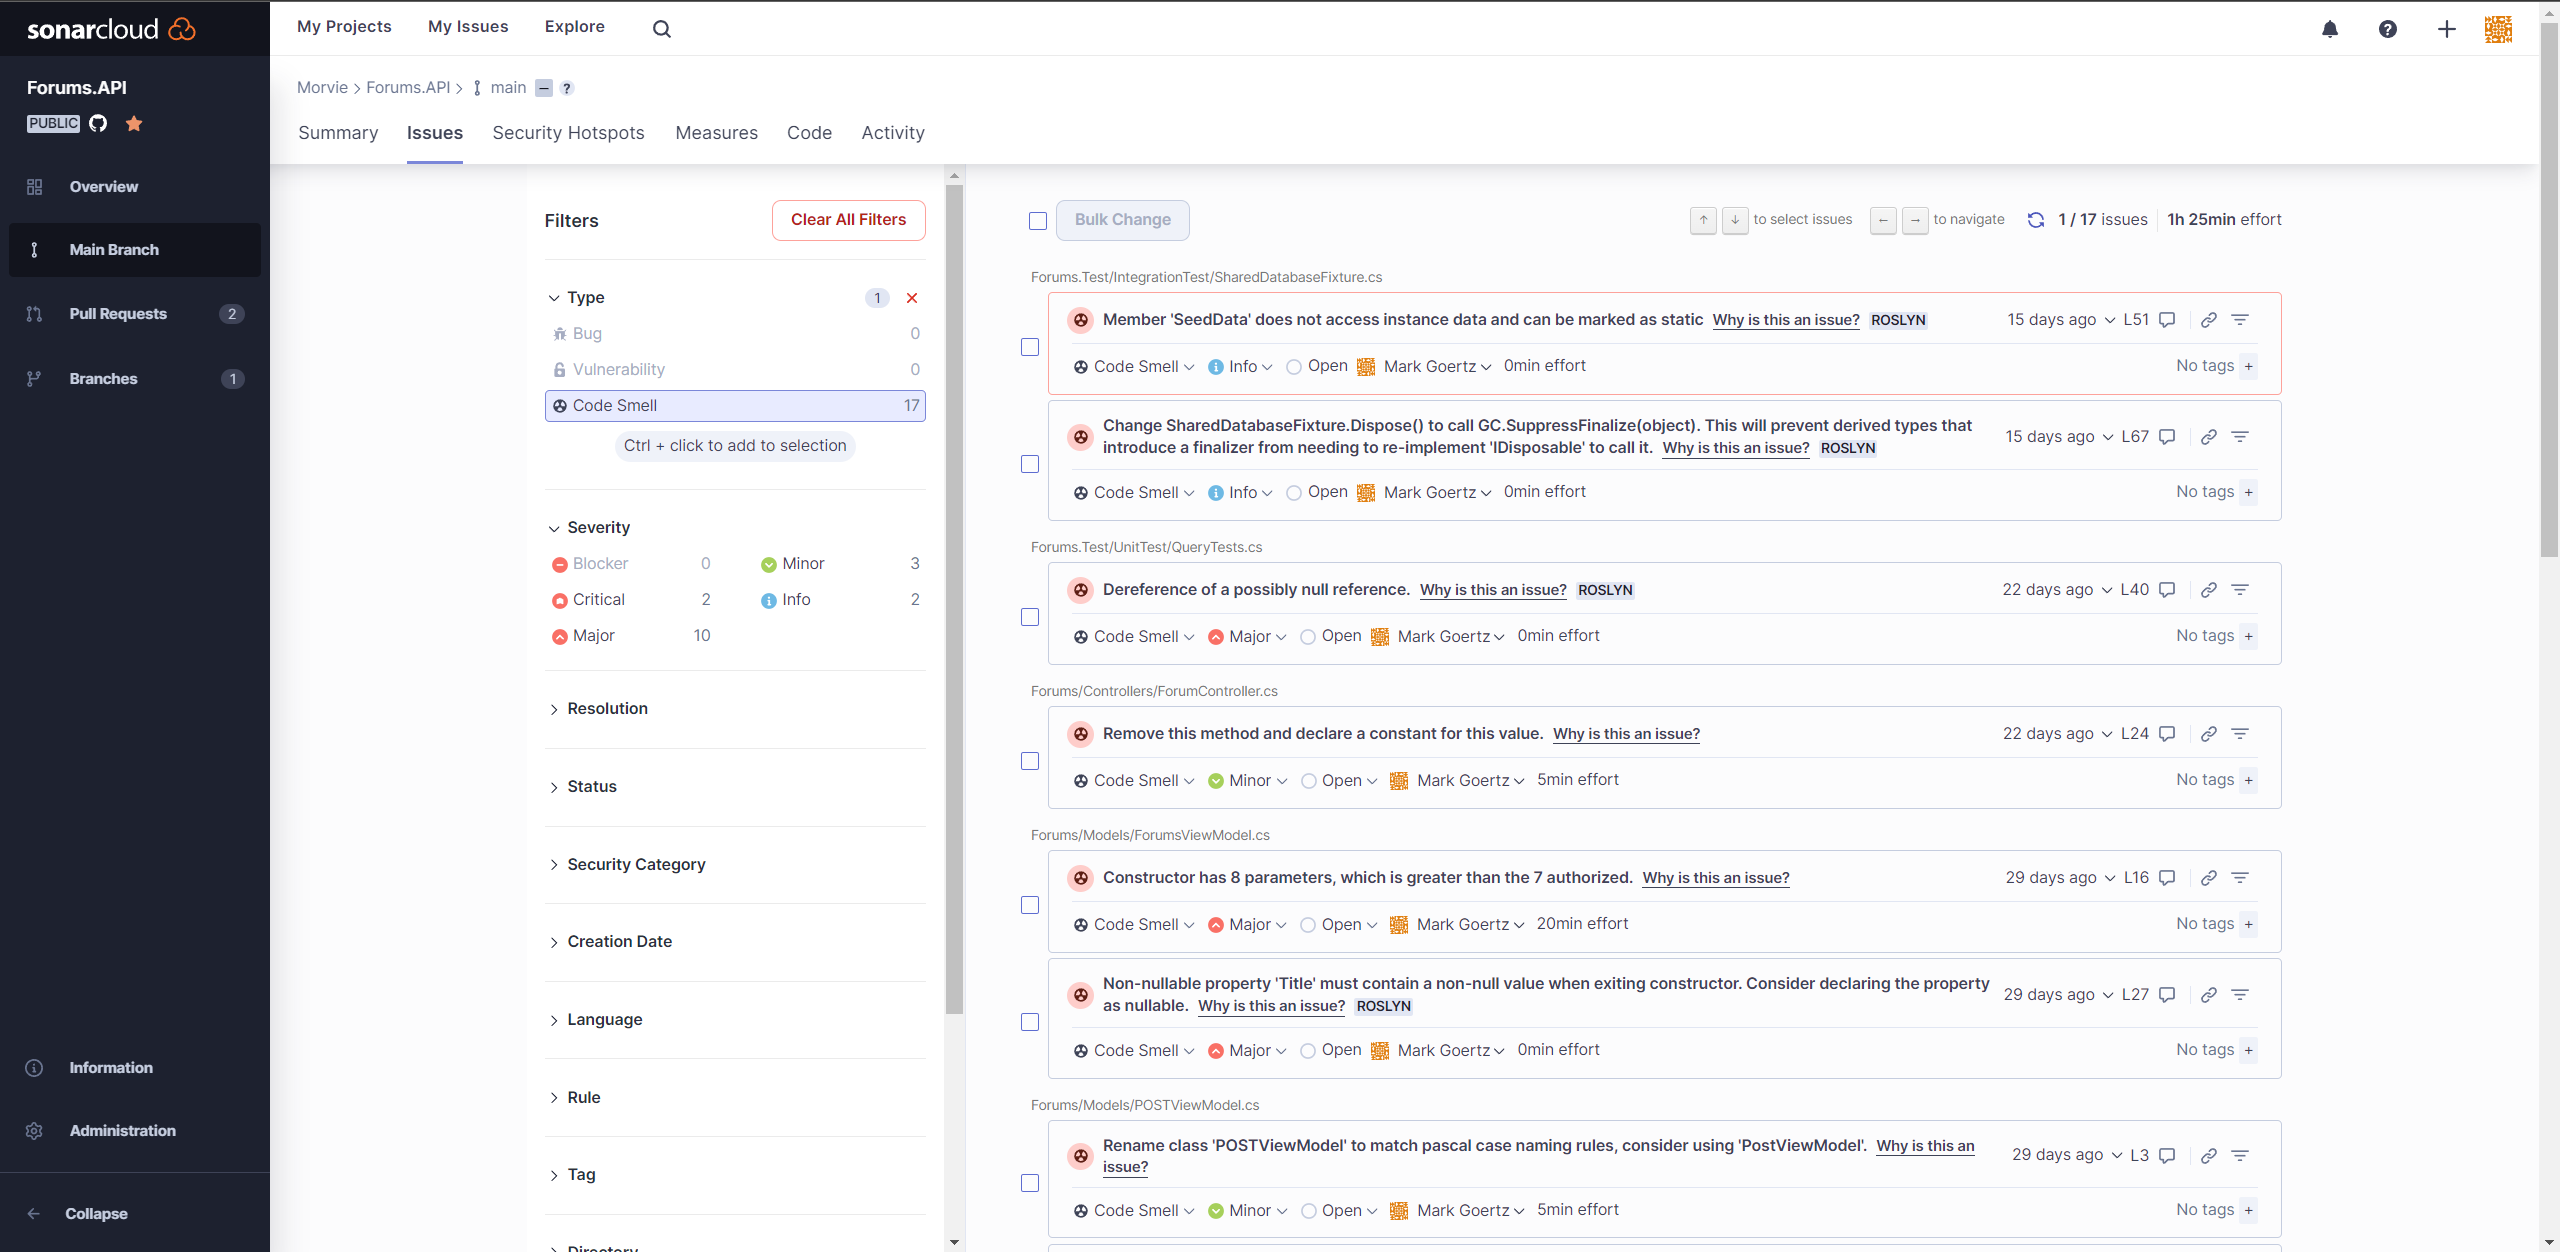 sonarcloud
My Projects My Issues Explore
Forums.API
PUBLIC
Overview
Main Branch
Pull Requests 2
Branches 1
Information
Administration
Collapse
Morvie > Forums.API > main ?
Summary Issues Security Hotspots Measures Code Activity
Filters Clear All Filters
Type 1
Bug 0
Vulnerability 0
Code Smell 17
Ctrl + click to add to selection
Severity
Blocker 0 Minor 3
Critical 2 Info 2
Major 10
Resolution
Status
Security Category
Creation Date
Language
Rule
Tag
Directory
Bulk Change ↑ ↓ to select issues ← → to navigate 1 / 17 issues 1h 25min effort
Forums.Test/IntegrationTest/SharedDatabaseFixture.cs
Member 'SeedData' does not access instance data and can be marked as static Why is this an issue? ROSLYN 15 days ago L51
Code Smell Info Open Mark Goertz 0min effort No tags +
Change SharedDatabaseFixture.Dispose() to call GC.SuppressFinalize(object). This will prevent derived types that
introduce a finalizer from needing to re-implement 'IDisposable' to call it. Why is this an issue? ROSLYN 15 days ago L67
Code Smell Info Open Mark Goertz 0min effort No tags +
Forums.Test/UnitTest/QueryTests.cs
Dereference of a possibly null reference. Why is this an issue? ROSLYN 22 days ago L40
Code Smell Major Open Mark Goertz 0min effort No tags +
Forums/Controllers/ForumController.cs
Remove this method and declare a constant for this value. Why is this an issue? 22 days ago L24
Code Smell Minor Open Mark Goertz 5min effort No tags +
Forums/Models/ForumsViewModel.cs
Constructor has 8 parameters, which is greater than the 7 authorized. Why is this an issue? 29 days ago L16
Code Smell Major Open Mark Goertz 20min effort No tags +
Non-nullable property 'Title' must contain a non-null value when exiting constructor. Consider declaring the property
as nullable. Why is this an issue? ROSLYN 29 days ago L27
Code Smell Major Open Mark Goertz 0min effort No tags +
Forums/Models/POSTViewModel.cs
Rename class 'POSTViewModel' to match pascal case naming rules, consider using 'PostViewModel'. Why is this an
issue? 29 days ago L3
Code Smell Minor Open Mark Goertz 5min effort No tags +